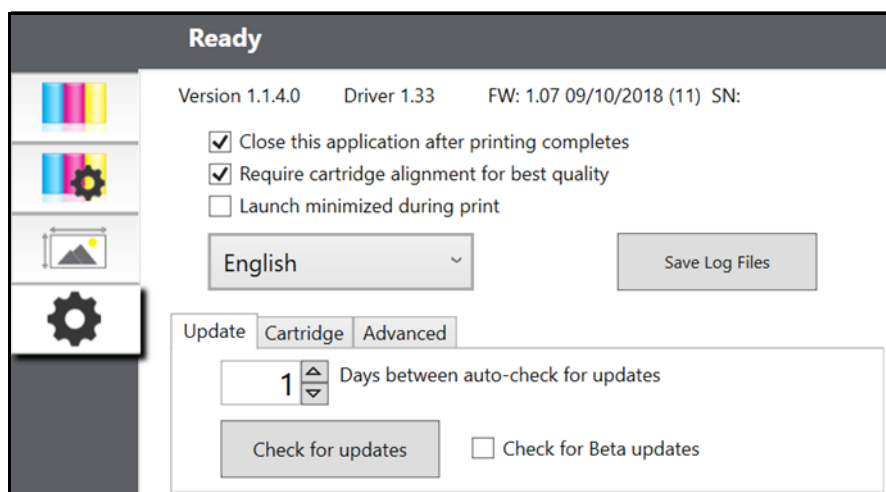 Ready
Version 1.1.4.0 Driver 1.33 FW: 1.07 09/10/2018 (11) SN:
Close this application after printing completes
Require cartridge alignment for best quality
Launch minimized during print
English Save Log Files
Update Cartridge Advanced
1 Days between auto-check for updates
Check for updates Check for Beta updates